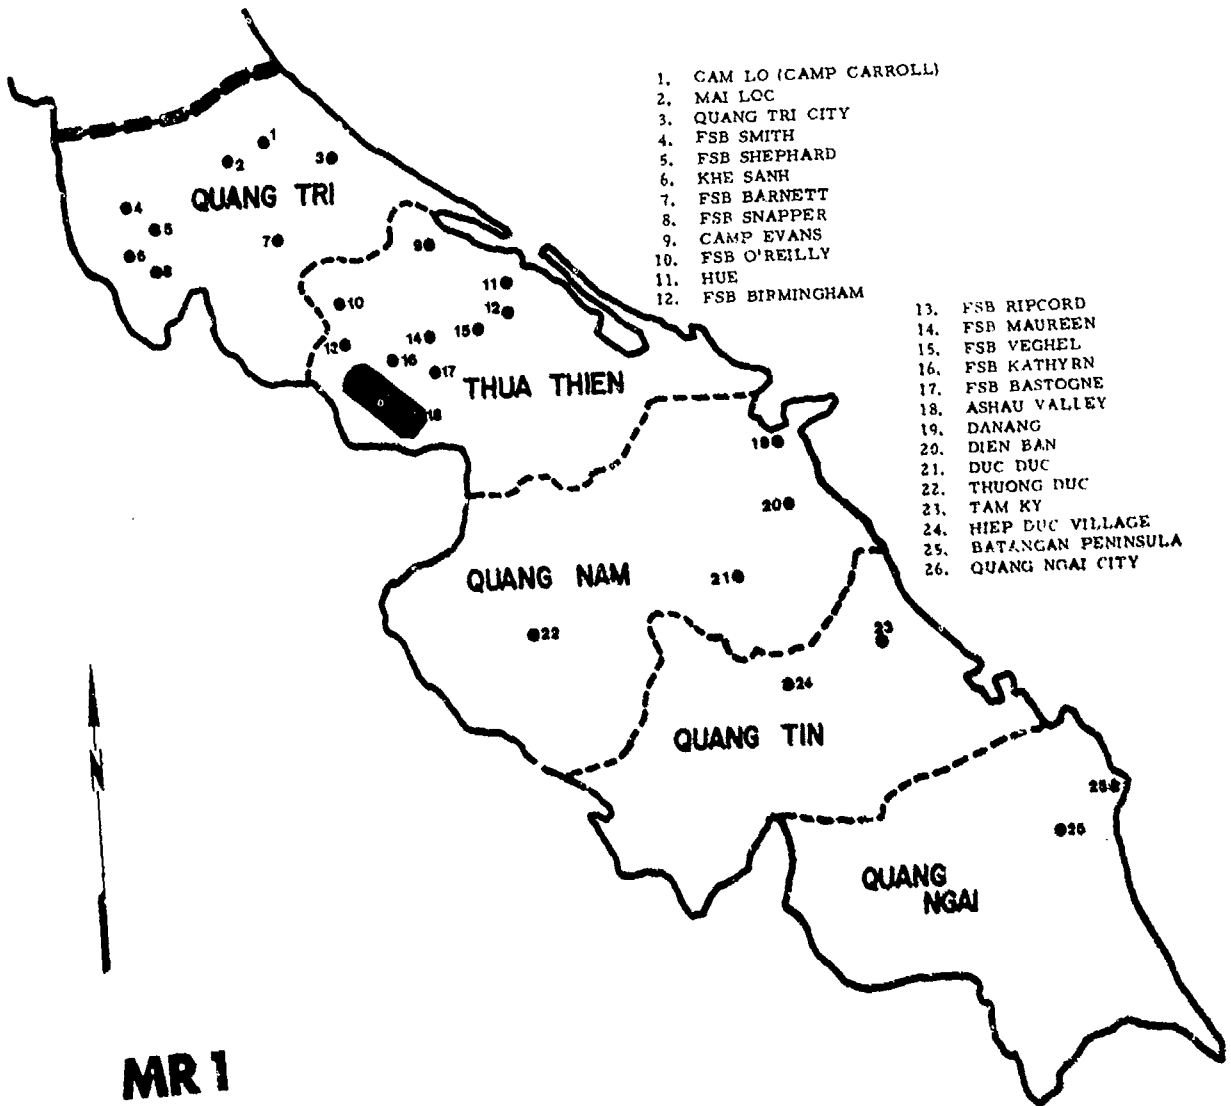 1. CAM LO (CAMP CARROLL)
2. MAI LOC
3. QUANG TRI CITY
4. FSB SMITH
5. FSB SHEPHARD
6. KHE SANH
7. FSB BARNETT
8. FSB SNAPPER
9. CAMP EVANS
10. FSB O'REILLY
11. HUE
12. FSB BIRMINGHAM
13. FSB RIPCORD
14. FSB MAUREEN
15. FSB VEGHEL
16. FSB KATHYRN
17. FSB BASTOGNE
18. ASHAU VALLEY
19. DANANG
20. DIEN BAN
21. DUC DUC
22. THUONG DUC
23. TAM KY
24. HIEP DUC VILLAGE
25. BATANGAN PENINSULA
26. QUANG NGAI CITY
1
2
3
QUANG TRI
4
5
7
9
10
11
12
14
15
16
17
THUA THIEN
18
19
20
QUANG NAM
21
22
23
24
QUANG TIN
N
QUANG
NGAI
MR 1